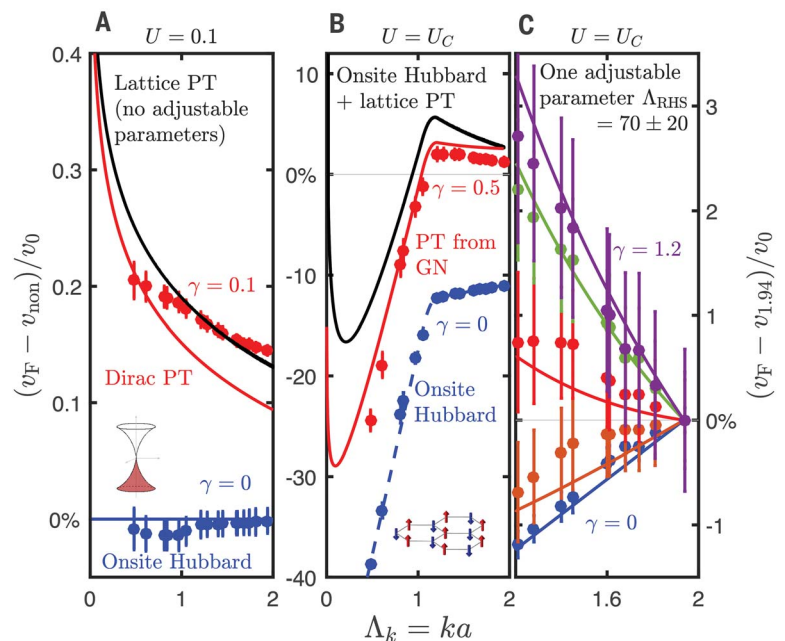 A
B
C
U = 0.1
U = U_C
U = U_C
0.4
0.3
0.2
0.1
0%
(v_F − v_non)/v_0
Lattice PT
(no adjustable
parameters)
γ = 0.1
Dirac PT
γ = 0
Onsite Hubbard
0
1
2
10
0%
-10
-20
-30
-40
Onsite Hubbard
+ lattice PT
γ = 0.5
PT from
GN
γ = 0
Onsite
Hubbard
0
1
2
Λ_k = ka
One adjustable
parameter Λ_RHS
= 70 ± 20
γ = 1.2
γ = 0
1.6
2
3
2
1
0%
-1
(v_F − v_1.94)/v_0